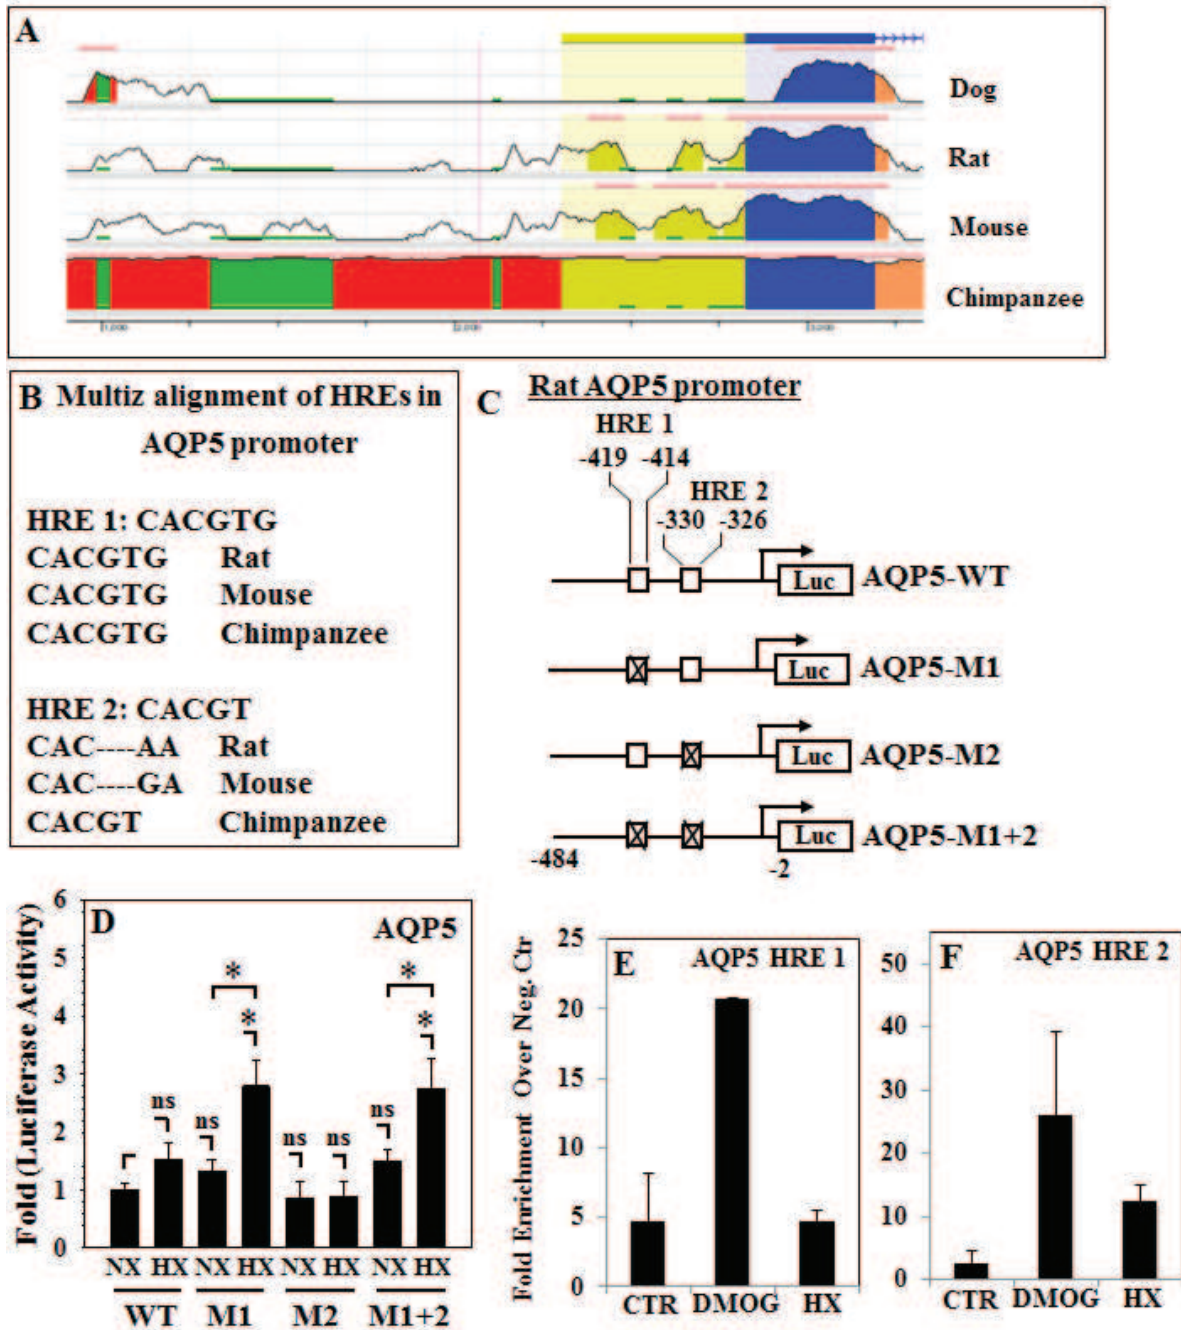 A
Dog
Rat
Mouse
Chimpanzee
1,000 2,000 3,000
B Multiz alignment of HREs in
AQP5 promoter
HRE 1: CACGTG
CACGTG Rat
CACGTG Mouse
CACGTG Chimpanzee
HRE 2: CACGT
CAC----AA Rat
CAC----GA Mouse
CACGT Chimpanzee
C Rat AQP5 promoter
HRE 1
-419 -414
HRE 2
-330 -326
Luc AQP5-WT
Luc AQP5-M1
Luc AQP5-M2
Luc AQP5-M1+2
-484 -2
D AQP5
Fold (Luciferase Activity)
6
5
4
3
2
1
0
ns ns * * ns ns ns * *
NX HX NX HX NX HX NX HX
WT M1 M2 M1+2
E AQP5 HRE 1
Fold Enrichment Over Neg. Ctr
25
20
15
10
5
0
CTR DMOG HX
F AQP5 HRE 2
50
40
30
20
10
0
CTR DMOG HX